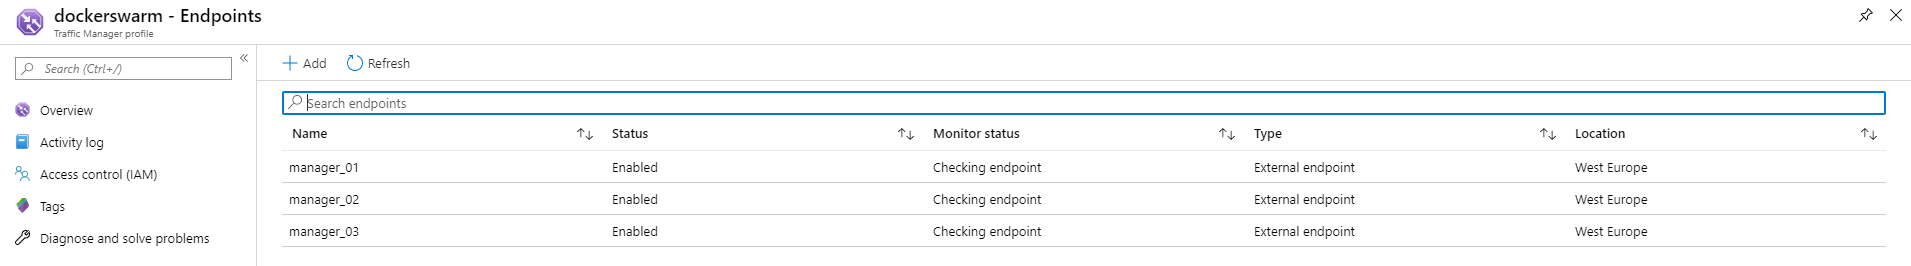 dockerswarm - Endpoints
Traffic Manager profile
Search (Ctrl+/)
«
Add Refresh
Search endpoints
Overview
Activity log
Access control (IAM)
Tags
Diagnose and solve problems
Name Status Monitor status Type Location
manager_01 Enabled Checking endpoint External endpoint West Europe
manager_02 Enabled Checking endpoint External endpoint West Europe
manager_03 Enabled Checking endpoint External endpoint West Europe